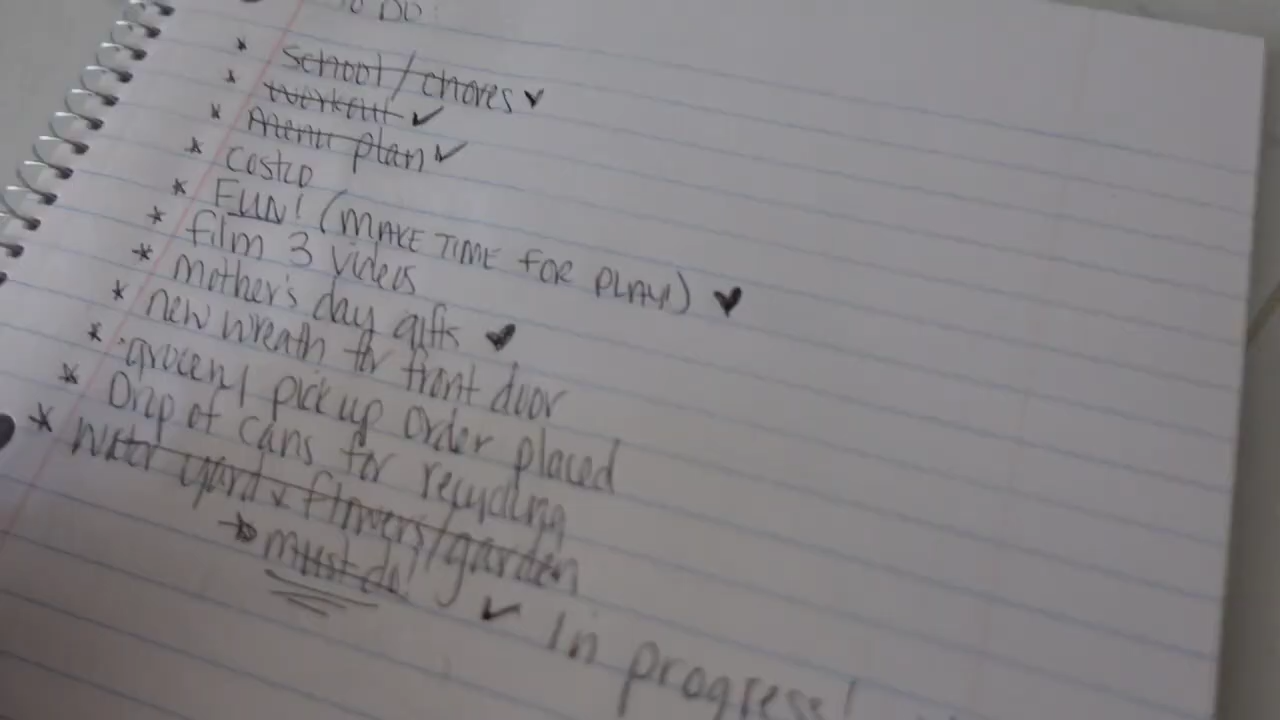 To Do:
* School/chores ✓
* Workout ✓
* Menu plan ✓
* Costco
* FUN! (MAKE TIME FOR PLAY!) ♥
* film 3 videos
* mother's day gifts ♥
* new wreath for front door
* grocery pick up order placed
* Drop of cans for recycling
* Water yard & flowers/garden
→ must do!
✓ In progress!